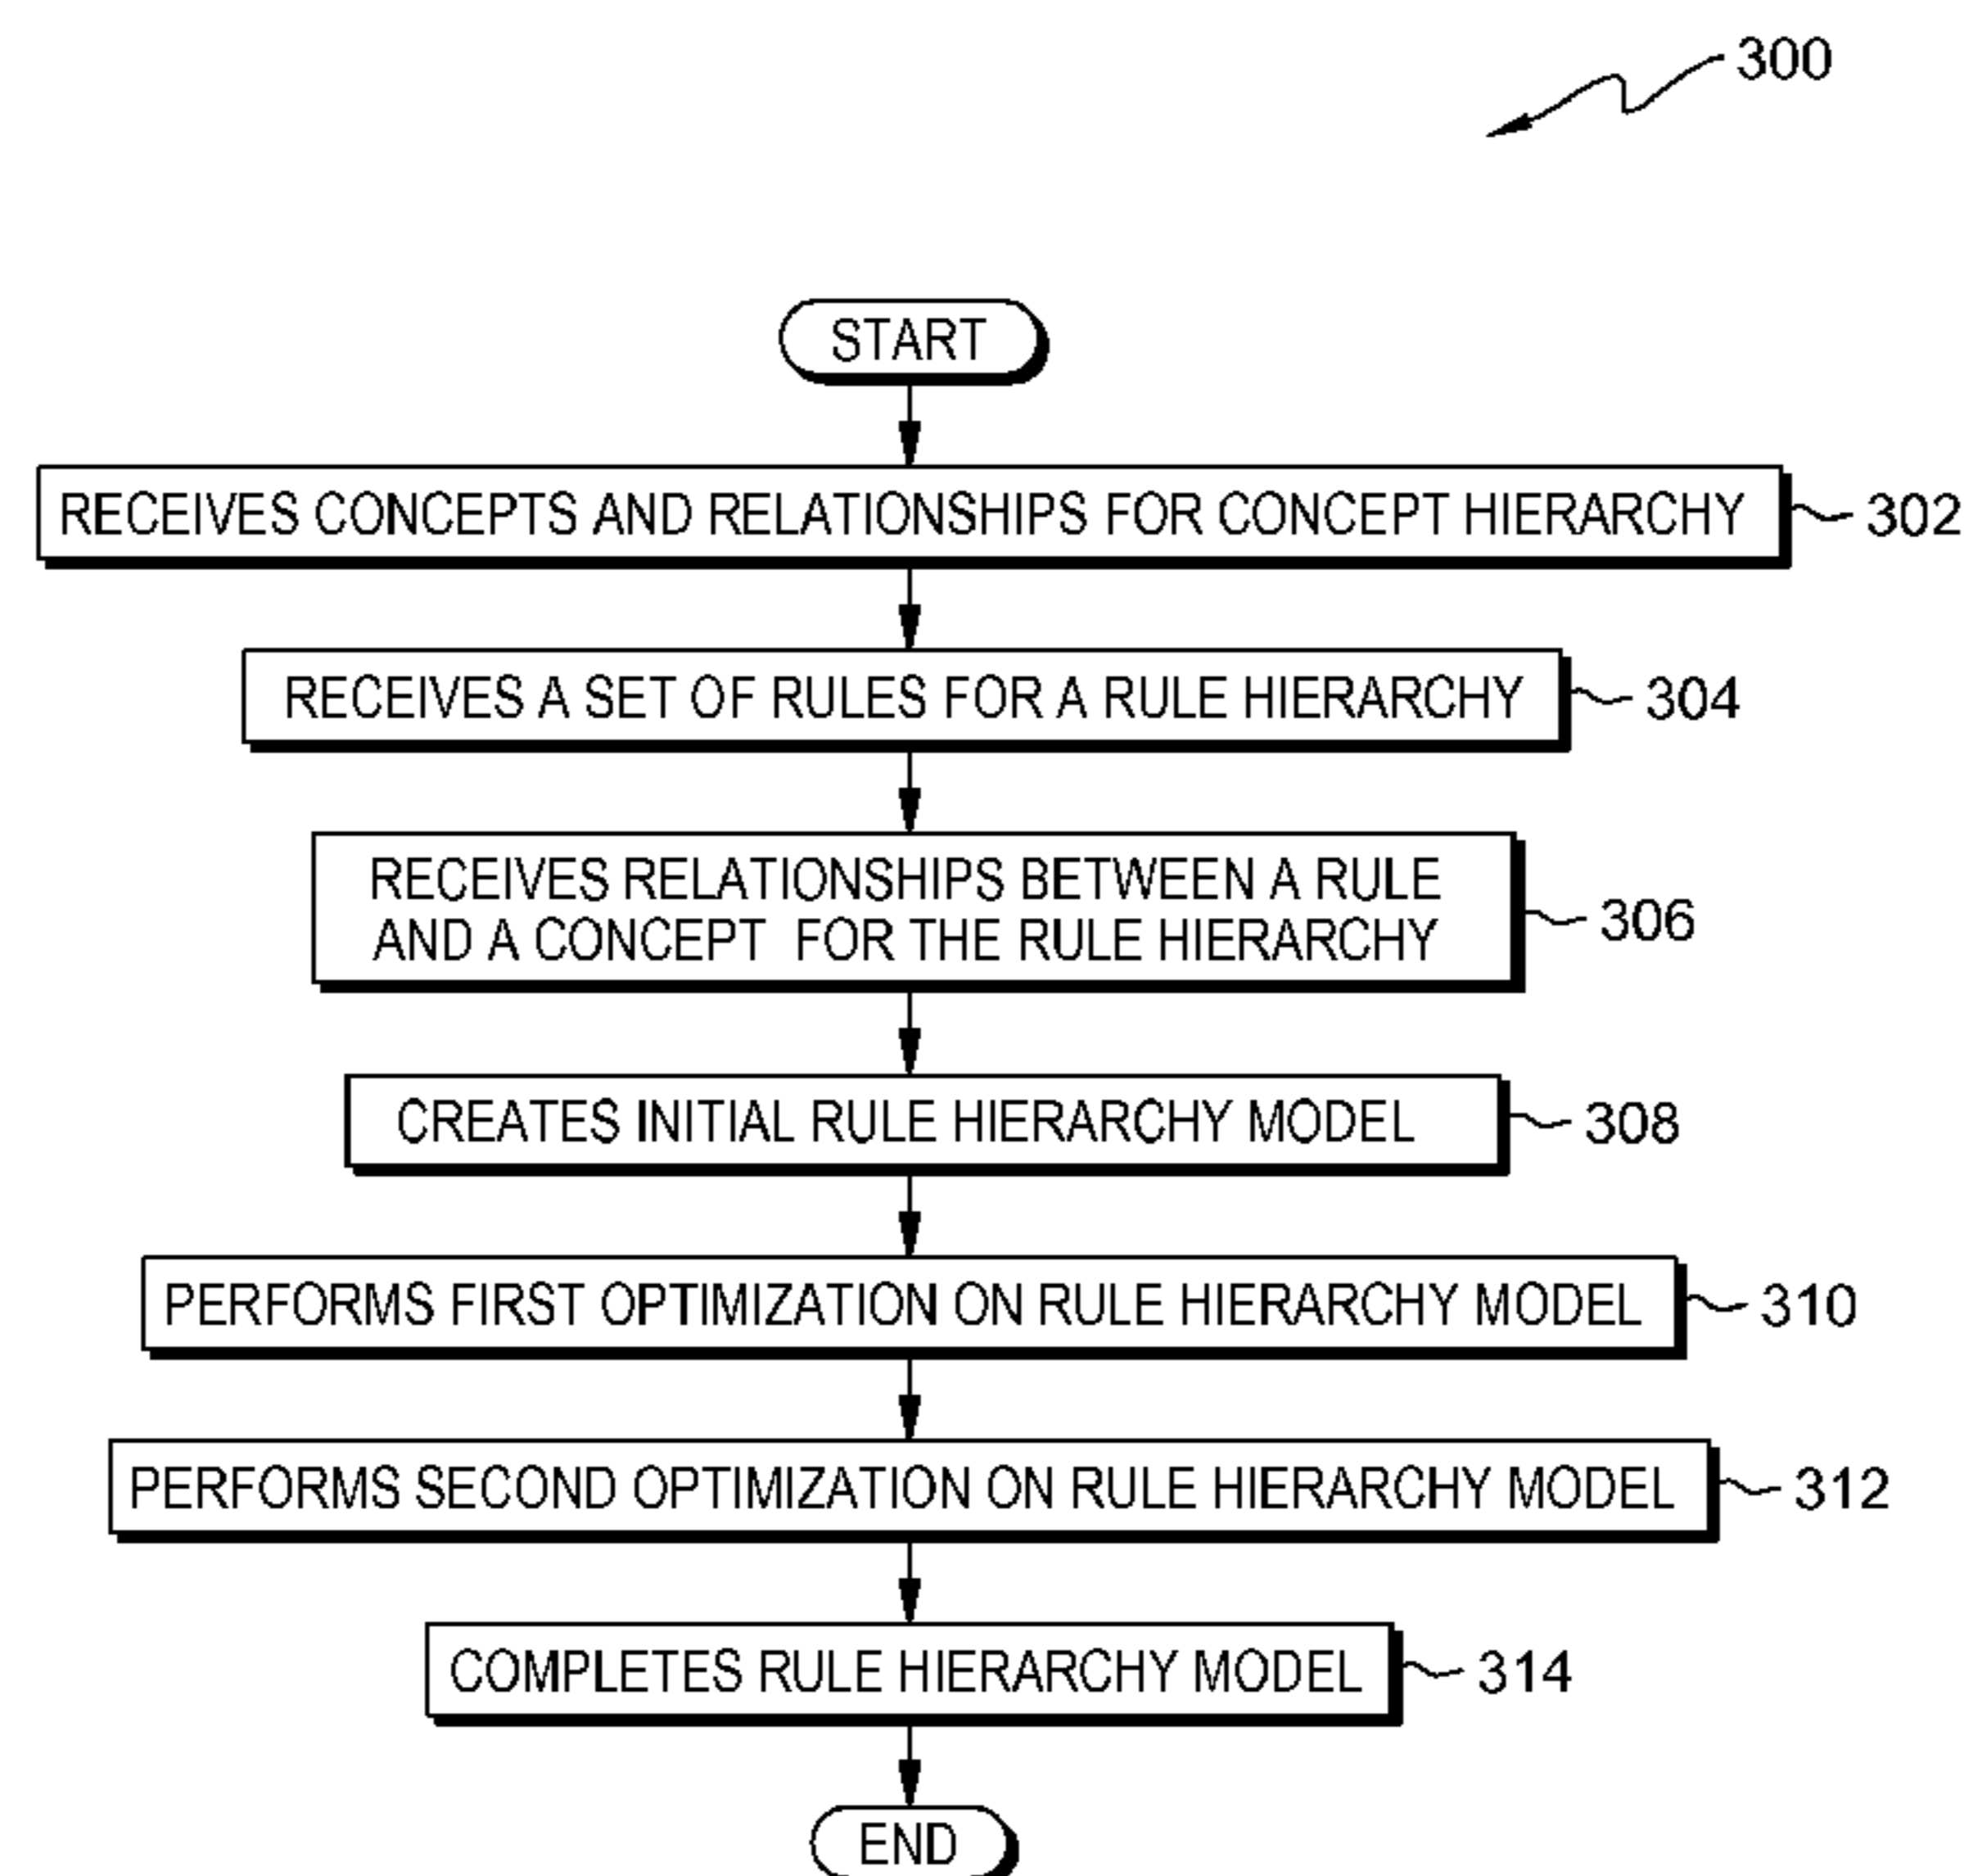 300
START
RECEIVES CONCEPTS AND RELATIONSHIPS FOR CONCEPT HIERARCHY
302
RECEIVES A SET OF RULES FOR A RULE HIERARCHY
304
RECEIVES RELATIONSHIPS BETWEEN A RULE
AND A CONCEPT FOR THE RULE HIERARCHY
306
CREATES INITIAL RULE HIERARCHY MODEL
308
PERFORMS FIRST OPTIMIZATION ON RULE HIERARCHY MODEL
310
PERFORMS SECOND OPTIMIZATION ON RULE HIERARCHY MODEL
312
COMPLETES RULE HIERARCHY MODEL
314
END